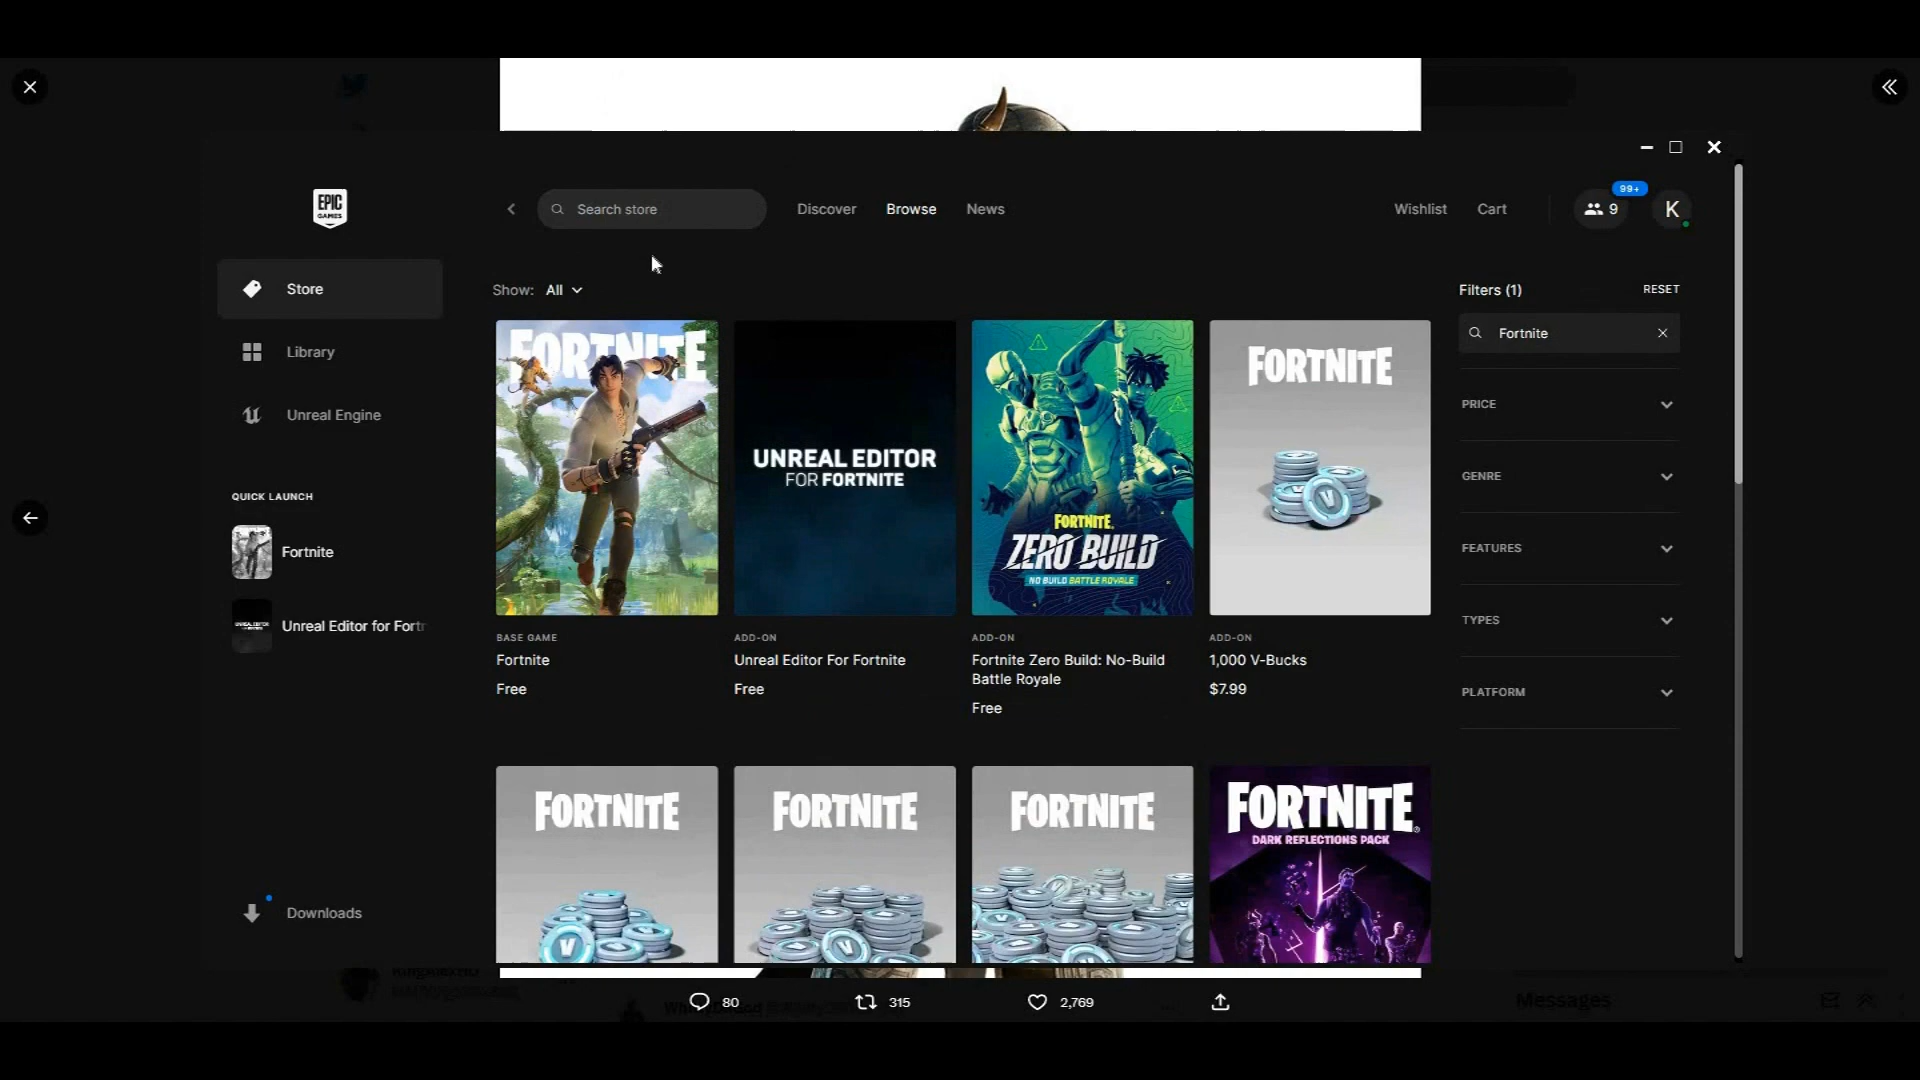 EPIC
GAMES
Search store
Discover
Browse
News
Wishlist
Cart
99+
9
K
Store
Library
Unreal Engine
QUICK LAUNCH
Fortnite
Unreal Editor for Fortn
Downloads
Show: All
FORTNITE
BASE GAME
Fortnite
Free
UNREAL EDITOR
FOR FORTNITE
ADD-ON
Unreal Editor For Fortnite
Free
FORTNITE
ZERO BUILD
NO BUILD BATTLE ROYALE
ADD-ON
Fortnite Zero Build: No-Build
Battle Royale
Free
FORTNITE
V
ADD-ON
1,000 V-Bucks
$7.99
FORTNITE
V
FORTNITE
V
FORTNITE
FORTNITE
DARK REFLECTIONS PACK
Filters (1)
RESET
Fortnite
PRICE
GENRE
FEATURES
TYPES
PLATFORM
80
315
2,769
Messages